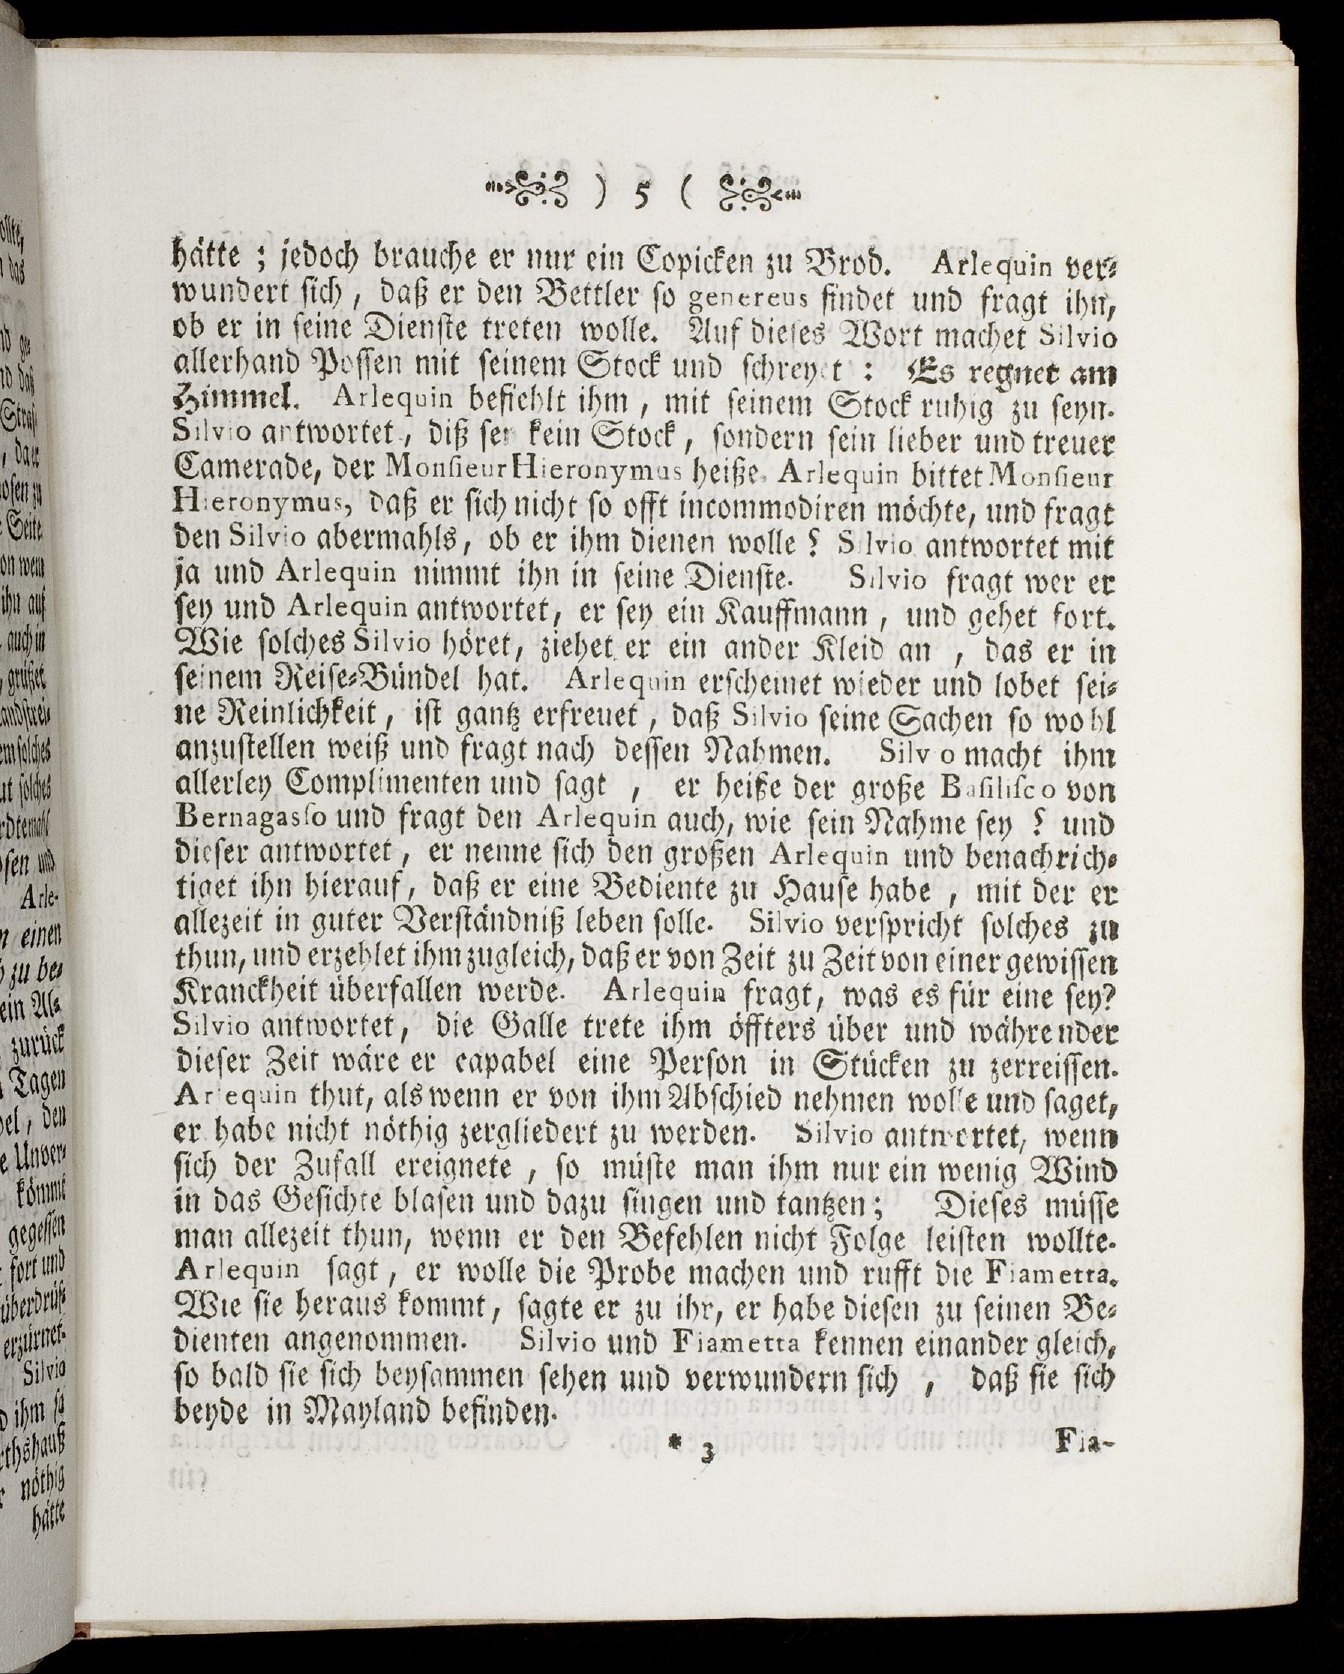 ) 5 (
hätte ; jedoch brauche er nur ein Copicken zu Brod. Arlequin ver-
wundert sich, daß er den Bettler so genereus findet und fragt ihn,
ob er in seine Dienste treten wolle. Auf dieses Wort machet Silvio
allerhand Possen mit seinem Stock und schreyet : Es regnet am
Himmel. Arlequin befiehlt ihm, mit seinem Stock ruhig zu seyn.
Silvio antwortet, diß sey kein Stock, sondern sein lieber und treuer
Camerade, der Monsieur Hieronymus heiße. Arlequin bittet Monsieur
Hieronymus, daß er sich nicht so offt incommodiren möchte, und fragt
den Silvio abermahls, ob er ihm dienen wolle ? Silvio antwortet mit
ja und Arlequin nimmt ihn in seine Dienste. Silvio fragt wer er
sey und Arlequin antwortet, er sey ein Kauffmann, und gehet fort.
Wie solches Silvio höret, ziehet er ein ander Kleid an , das er in
seinem Reise-Bündel hat. Arlequin erscheinet wieder und lobet sei-
ne Reinlichkeit, ist gantz erfreuet, daß Silvio seine Sachen so wohl
anzustellen weiß und fragt nach dessen Nahmen. Silvio macht ihm
allerley Complimenten und sagt , er heiße der große Basilisco von
Bernagasso und fragt den Arlequin auch, wie sein Nahme sey ? und
dieser antwortet, er nenne sich den großen Arlequin und benachrich-
tiget ihn hierauf, daß er eine Bediente zu Hause habe , mit der er
allezeit in guter Verständniß leben solle. Silvio verspricht solches zu
thun, und erzehlet ihm zugleich, daß er von Zeit zu Zeit von einer gewissen
Kranckheit überfallen werde. Arlequin fragt, was es für eine sey?
Silvio antwortet, die Galle trete ihm öffters über und währender
dieser Zeit wäre er capabel eine Person in Stücken zu zerreissen.
Arlequin thut, als wenn er von ihm Abschied nehmen wolle und saget,
er habe nicht nöthig zergliedert zu werden. Silvio antwortet, wenn
sich der Zufall ereignete , so müste man ihm nur ein wenig Wind
in das Gesichte blasen und dazu singen und tantzen; Dieses müsse
man allezeit thun, wenn er den Befehlen nicht Folge leisten wollte.
Arlequin sagt, er wolle die Probe machen und rufft die Fiametta.
Wie sie heraus kommt, sagte er zu ihr, er habe diesen zu seinen Be-
dienten angenommen. Silvio und Fiametta kennen einander gleich,
so bald sie sich beysammen sehen und verwundern sich , daß sie sich
beyde in Mayland befinden.
* 3 Fia-